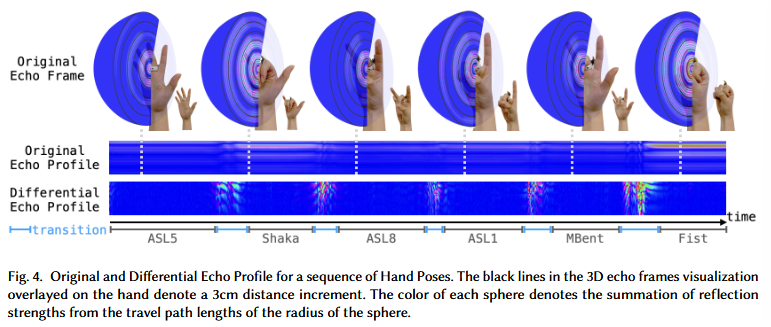 Original
Echo Frame
Original
Echo Profile
Differential
Echo Profile
time
transition
ASL5
Shaka
ASL8
ASL1
MBent
Fist
Fig. 4. Original and Differential Echo Profile for a sequence of Hand Poses. The black lines in the 3D echo frames visualization
overlayed on the hand denote a 3cm distance increment. The color of each sphere denotes the summation of reflection
strengths from the travel path lengths of the radius of the sphere.